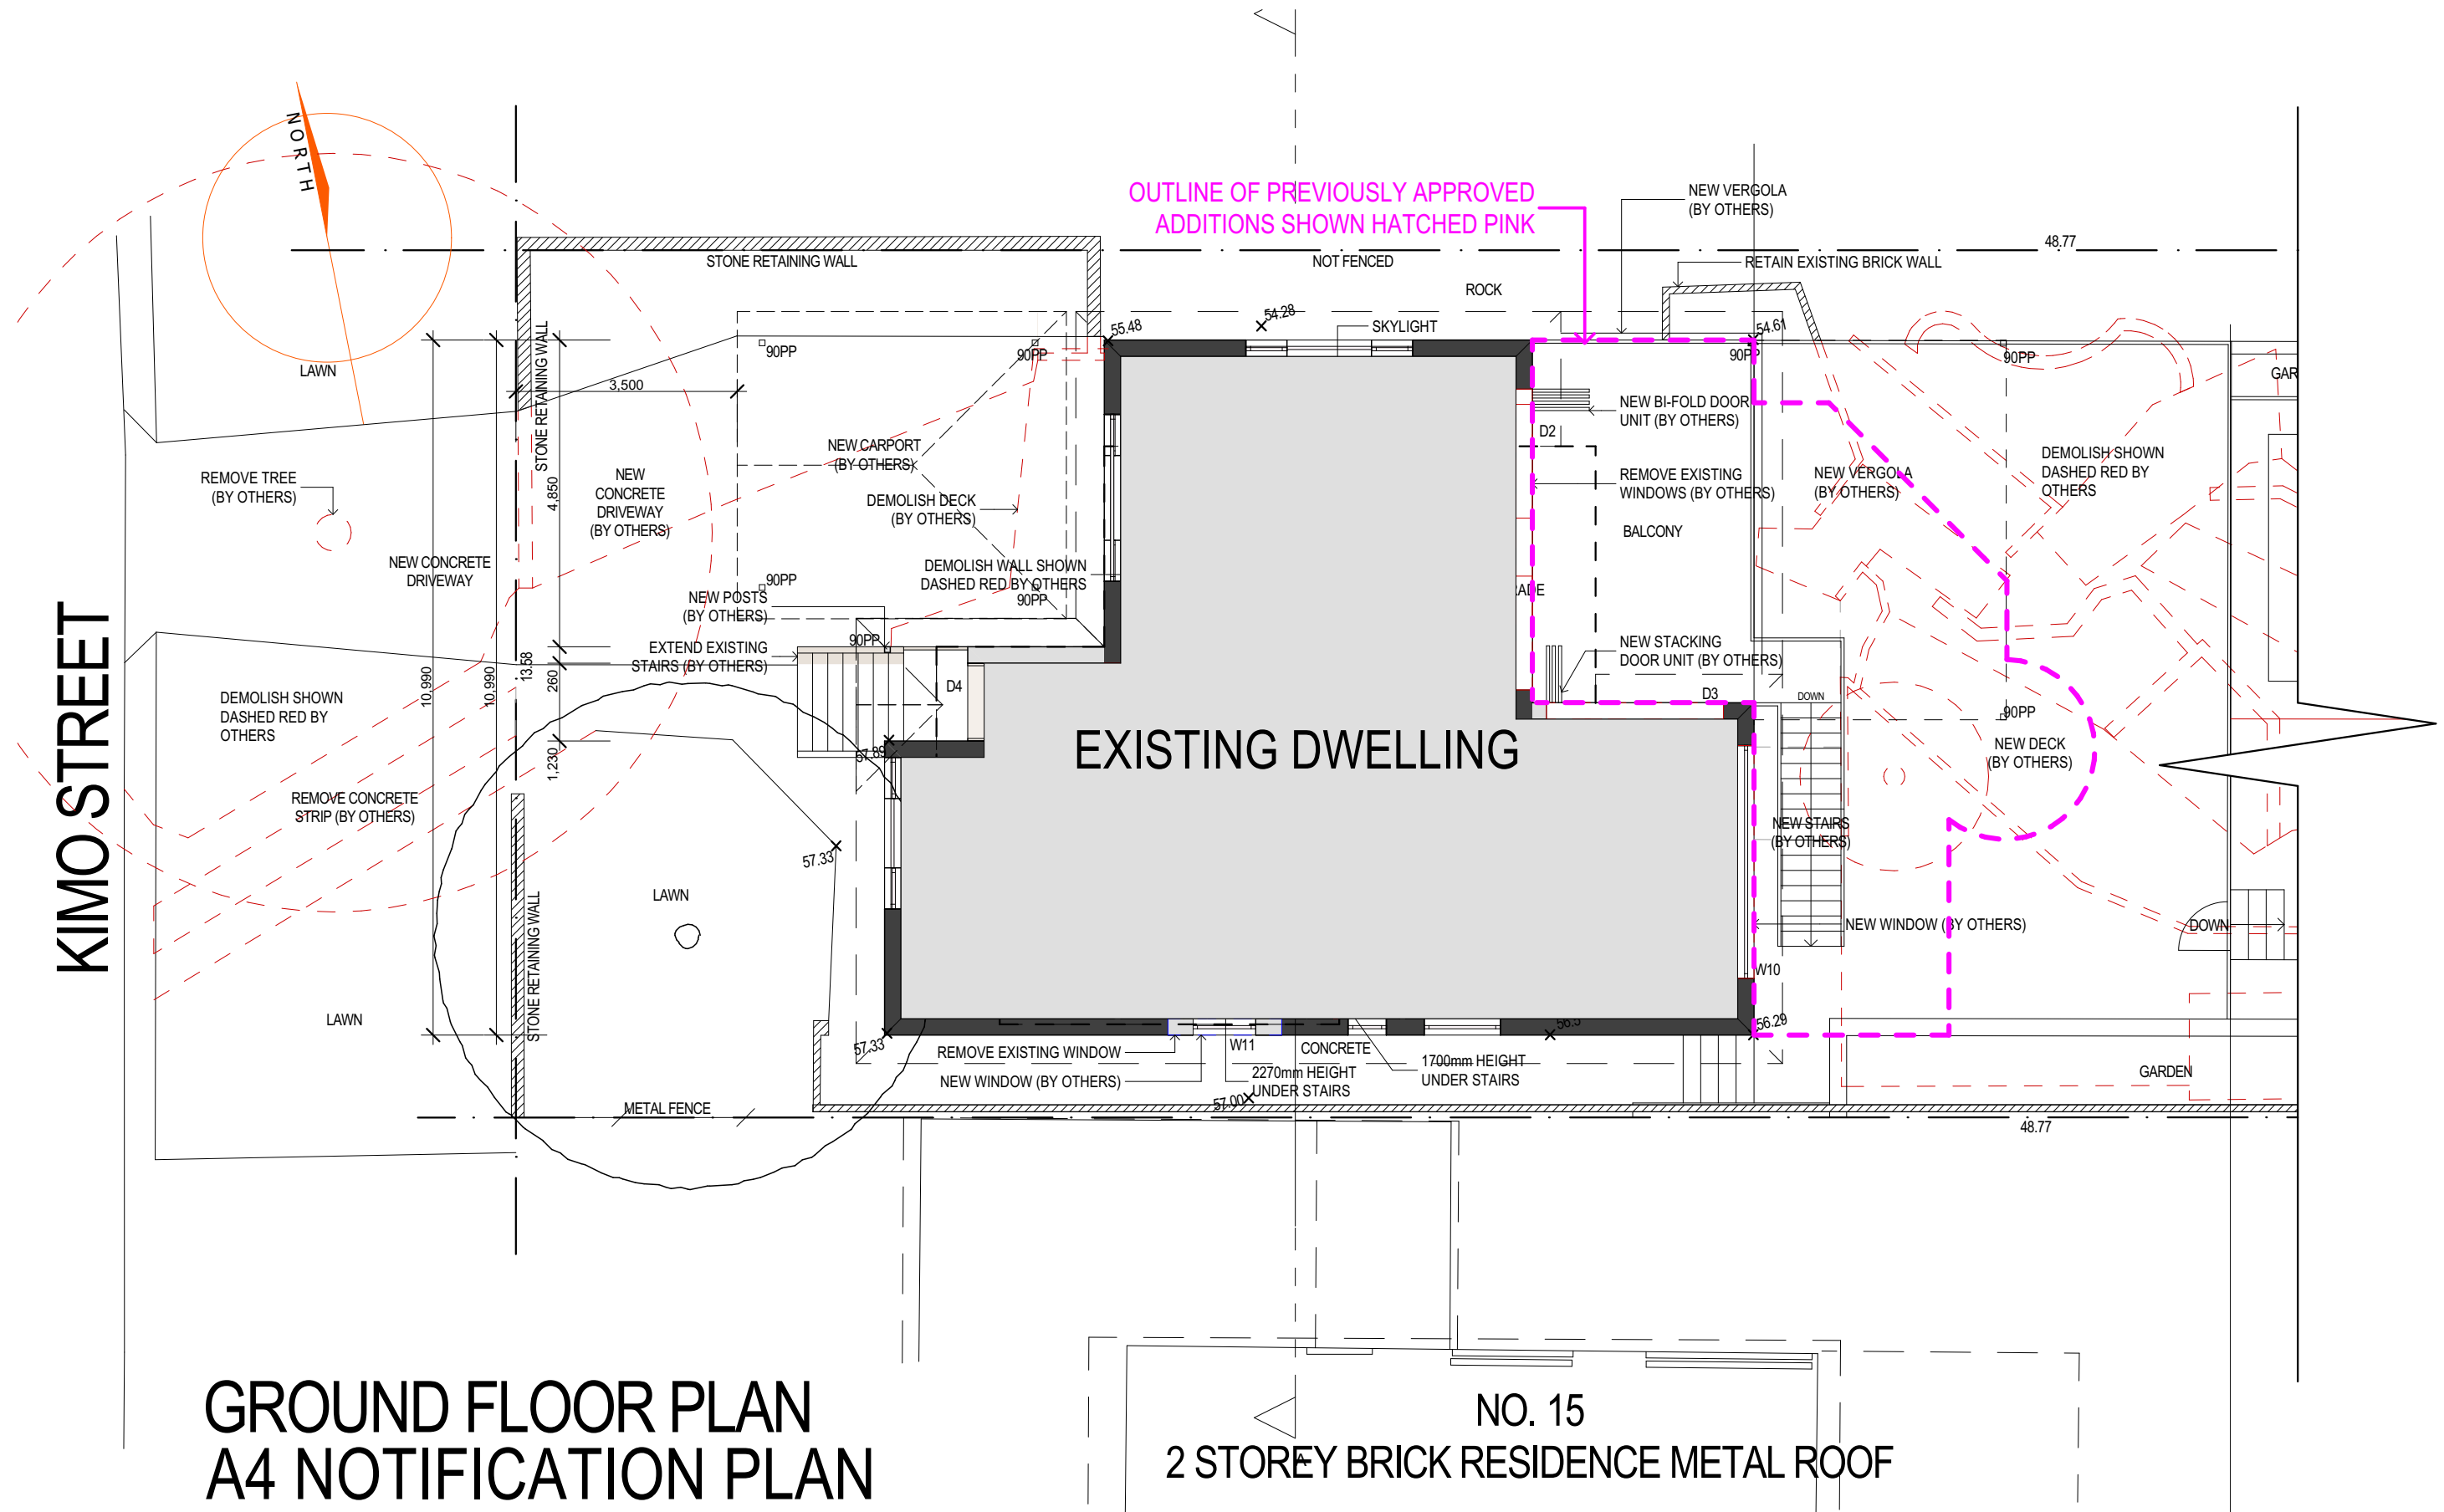 NORTH
OUTLINE OF PREVIOUSLY APPROVED
ADDITIONS SHOWN HATCHED PINK
NEW VERGOLA
(BY OTHERS)
48.77
STONE RETAINING WALL
NOT FENCED
RETAIN EXISTING BRICK WALL
ROCK
55.48
54.28
SKYLIGHT
54.61
90PP
90PP
90PP
90PP
LAWN
GAR
3,500
STONE RETAINING WALL
NEW BI-FOLD DOOR
UNIT (BY OTHERS)
D2
NEW CARPORT
(BY OTHERS)
REMOVE TREE
(BY OTHERS)
NEW
CONCRETE
DRIVEWAY
(BY OTHERS)
4,850
DEMOLISH DECK
(BY OTHERS)
REMOVE EXISTING
WINDOWS (BY OTHERS)
NEW VERGOLA
(BY OTHERS)
DEMOLISH SHOWN
DASHED RED BY
OTHERS
BALCONY
NEW CONCRETE
DRIVEWAY
DEMOLISH WALL SHOWN
DASHED RED BY OTHERS
90PP
90PP
RADE
NEW POSTS
(BY OTHERS)
90PP
EXTEND EXISTING
STAIRS (BY OTHERS)
NEW STACKING
DOOR UNIT (BY OTHERS)
KIMO STREET
10,990
10,990
13.58
260
1,230
D4
D3
DOWN
90PP
DEMOLISH SHOWN
DASHED RED BY
OTHERS
57.89
EXISTING DWELLING
NEW DECK
(BY OTHERS)
REMOVE CONCRETE
STRIP (BY OTHERS)
NEW STAIRS
(BY OTHERS)
57.33
LAWN
STONE RETAINING WALL
NEW WINDOW (BY OTHERS)
DOWN
W10
LAWN
57.33
56.5
56.29
REMOVE EXISTING WINDOW
W11
CONCRETE
NEW WINDOW (BY OTHERS)
2270mm HEIGHT
UNDER STAIRS
1700mm HEIGHT
UNDER STAIRS
GARDEN
METAL FENCE
57.00
48.77
GROUND FLOOR PLAN
A4 NOTIFICATION PLAN
NO. 15
2 STOREY BRICK RESIDENCE METAL ROOF
A